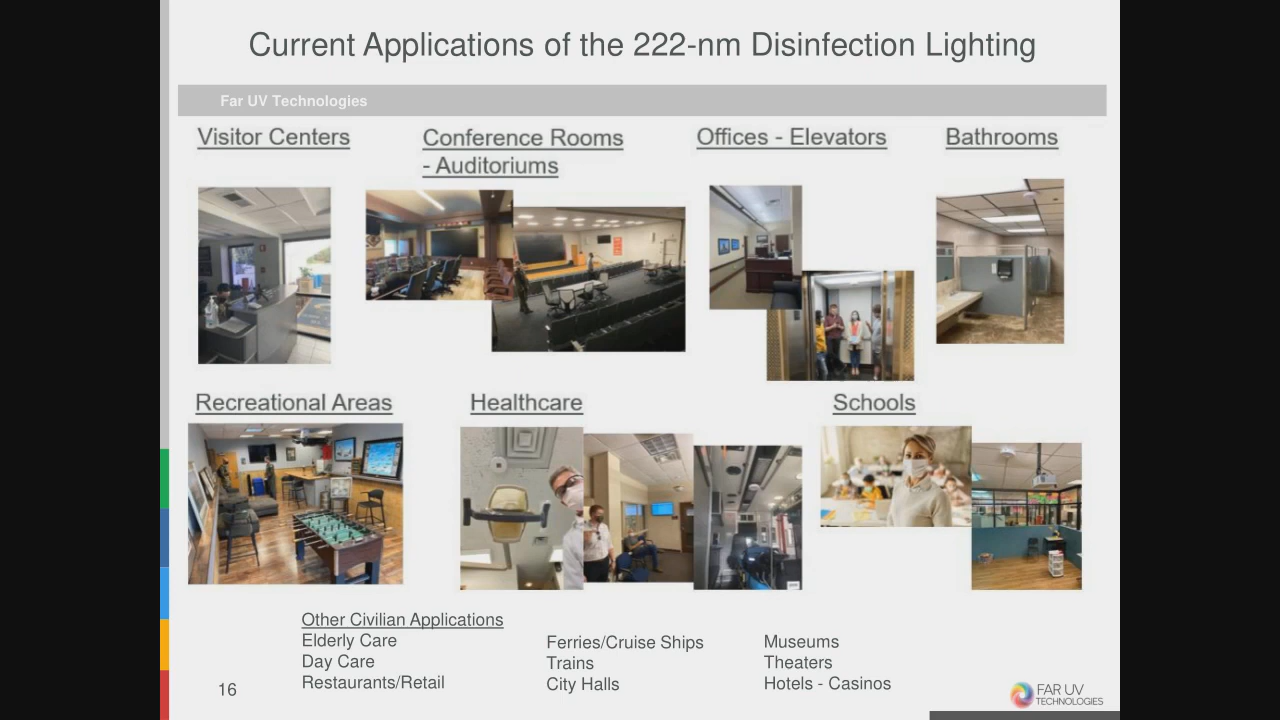 Current Applications of the 222-nm Disinfection Lighting
Far UV Technologies
Visitor Centers
Conference Rooms
- Auditoriums
Offices - Elevators
Bathrooms
Recreational Areas
Healthcare
Schools
Other Civilian Applications
Elderly Care
Day Care
Restaurants/Retail
Ferries/Cruise Ships
Trains
City Halls
Museums
Theaters
Hotels - Casinos
16
FAR UV
TECHNOLOGIES